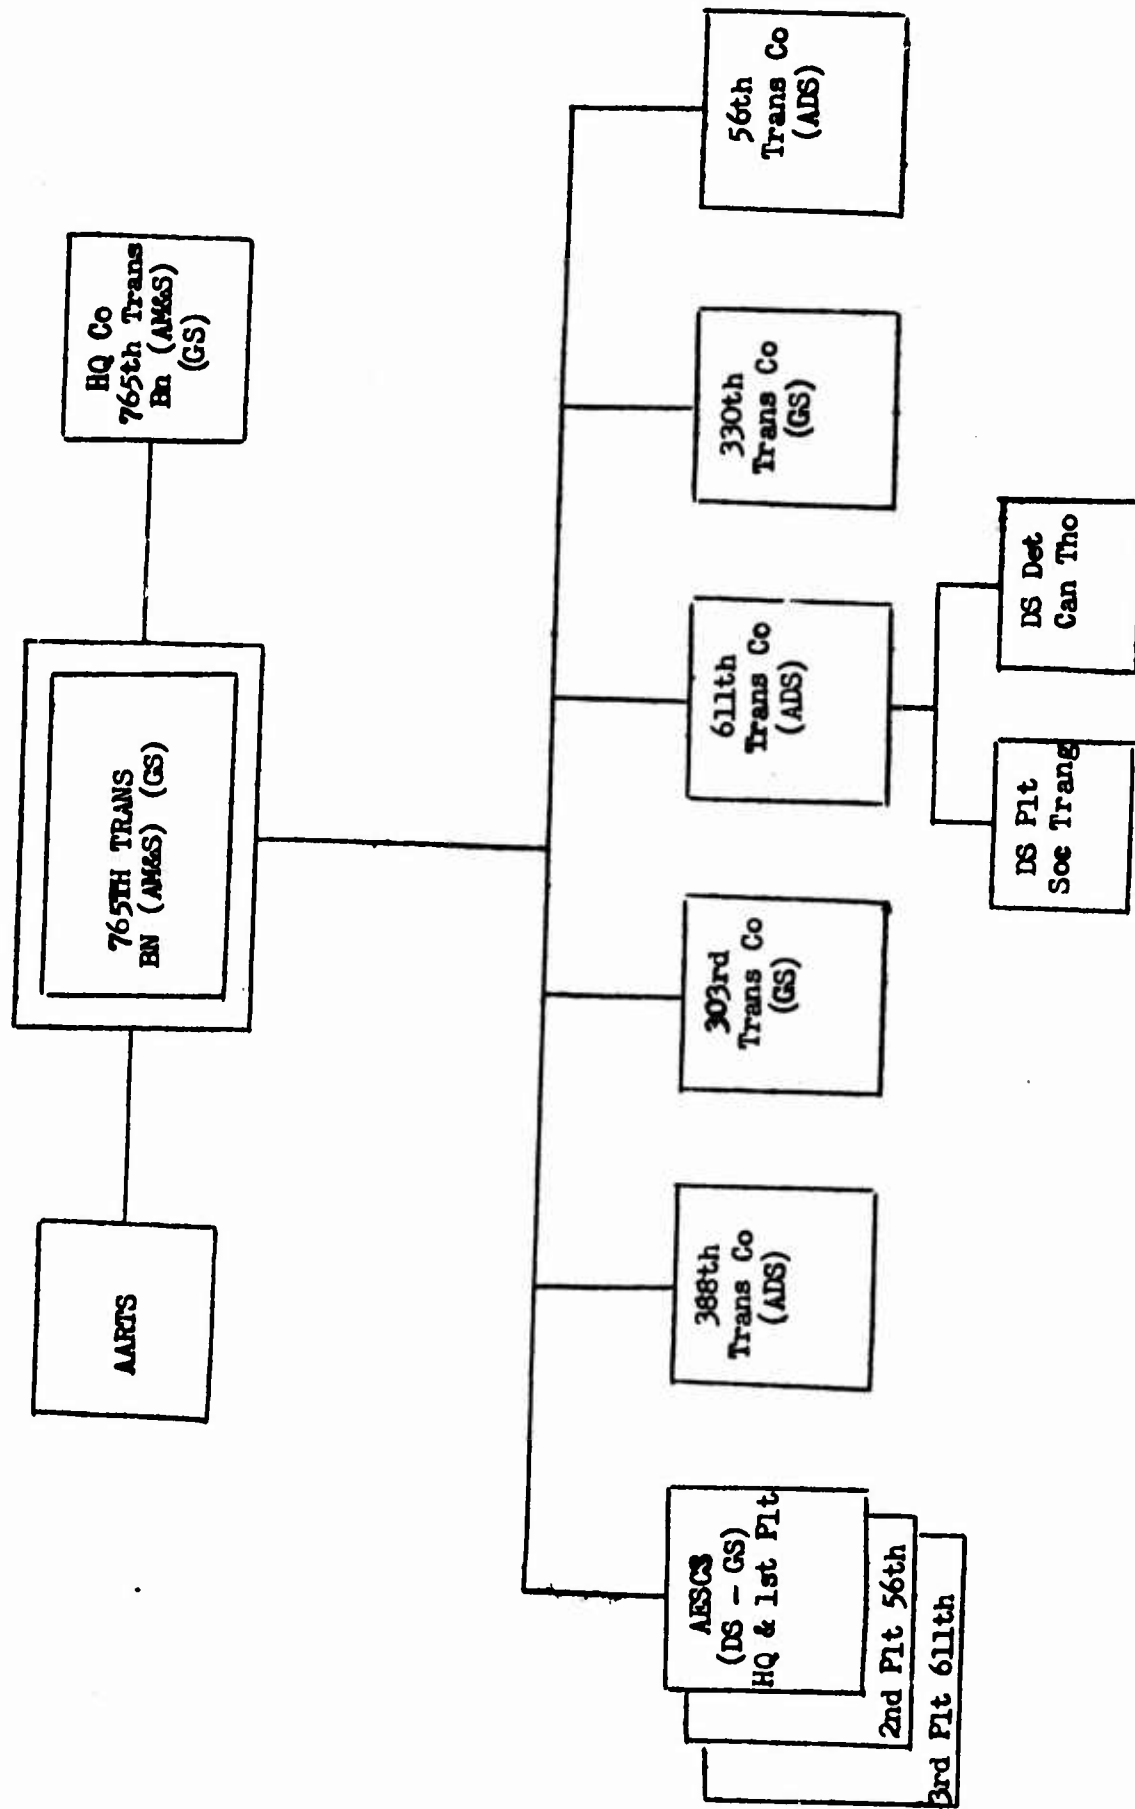 765TH TRANS
BN (AM&S) (GS)
AARTS
HQ Co
765th Trans
Bn (AM&S)
(GS)
AESCS
(DS - GS)
HQ & 1st Plt
2nd Plt 56th
3rd Plt 611th
388th
Trans Co
(ADS)
303rd
Trans Co
(GS)
611th
Trans Co
(ADS)
330th
Trans Co
(GS)
56th
Trans Co
(ADS)
DS Plt
Soc Trang
DS Det
Can Tho